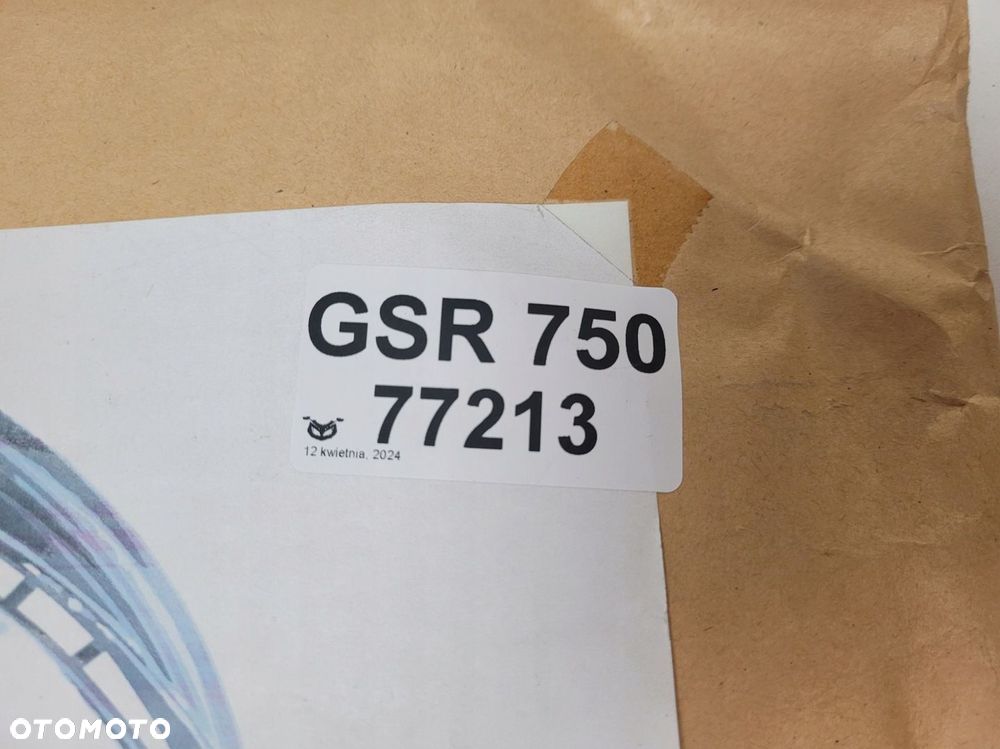 GSR 750
77213
12 kwietnia, 2024
OTOMOTO